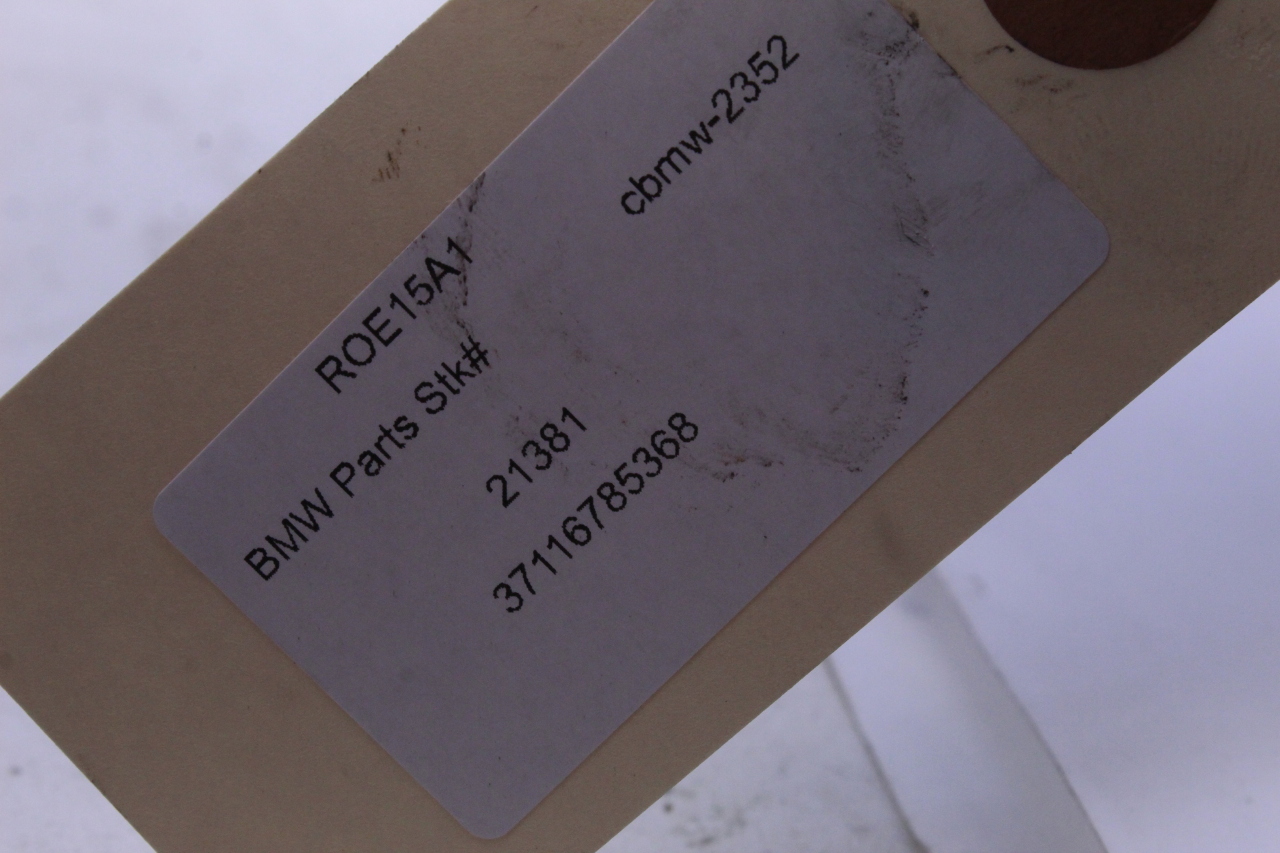 ROE15A1
cbmw-2352
BMW Parts Stk#
21381
37116785368